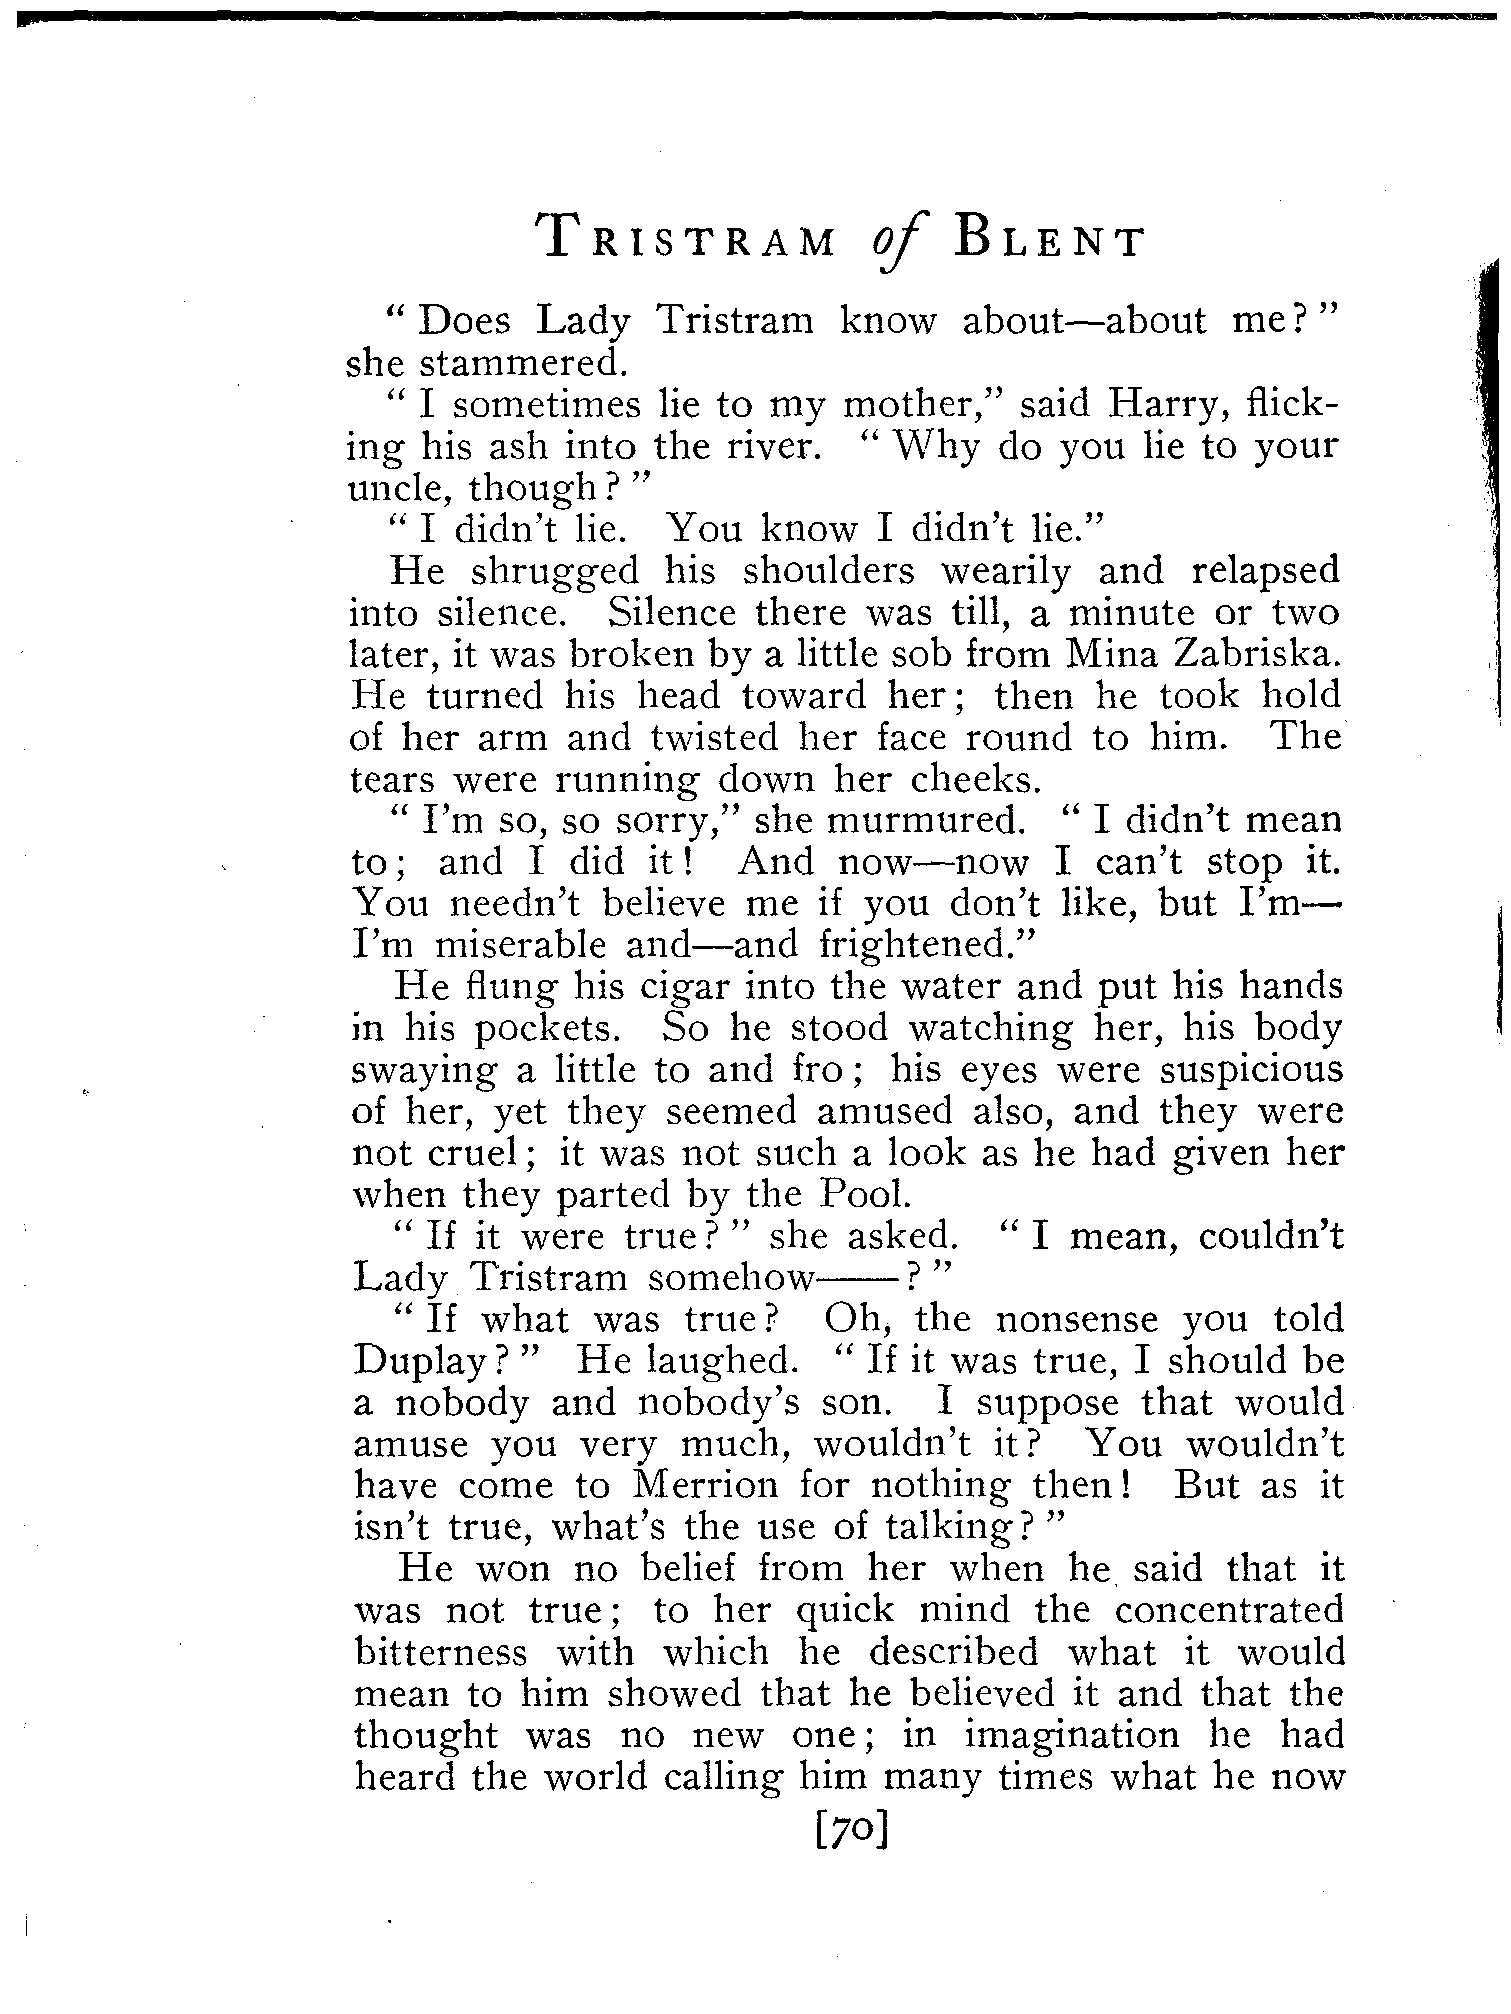 TRISTRAM of BLENT
" Does Lady Tristram know about—about me? "
she stammered.
" I sometimes lie to my mother," said Harry, flick-
ing his ash into the river. " Why do you lie to your
uncle, though? "
" I didn't lie. You know I didn't lie."
He shrugged his shoulders wearily and relapsed
into silence. Silence there was till, a minute or two
later, it was broken by a little sob from Mina Zabriska.
He turned his head toward her; then he took hold
of her arm and twisted her face round to him. The
tears were running down her cheeks.
" I'm so, so sorry," she murmured. " I didn't mean
to; and I did it! And now—now I can't stop it.
You needn't believe me if you don't like, but I'm—
I'm miserable and—and frightened."
He flung his cigar into the water and put his hands
in his pockets. So he stood watching her, his body
swaying a little to and fro; his eyes were suspicious
of her, yet they seemed amused also, and they were
not cruel; it was not such a look as he had given her
when they parted by the Pool.
" If it were true? " she asked. " I mean, couldn't
Lady Tristram somehow——? "
" If what was true? Oh, the nonsense you told
Duplay? " He laughed. " If it was true, I should be
a nobody and nobody's son. I suppose that would
amuse you very much, wouldn't it? You wouldn't
have come to Merrion for nothing then! But as it
isn't true, what's the use of talking? "
He won no belief from her when he said that it
was not true; to her quick mind the concentrated
bitterness with which he described what it would
mean to him showed that he believed it and that the
thought was no new one; in imagination he had
heard the world calling him many times what he now
[70]